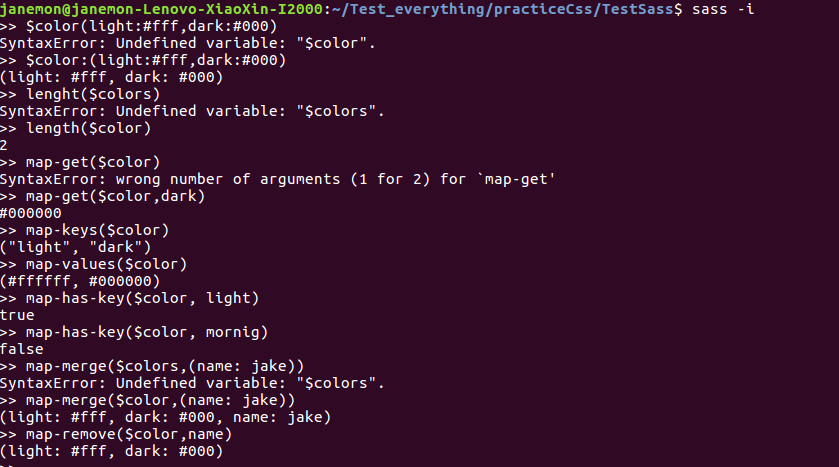 janemon@janemon-Lenovo-XiaoXin-I2000:~/Test_everything/practiceCss/TestSass$ sass -i
>> $color(light:#fff,dark:#000)
SyntaxError: Undefined variable: "$color".
>> $color:(light:#fff,dark:#000)
(light: #fff, dark: #000)
>> lenght($colors)
SyntaxError: Undefined variable: "$colors".
>> length($color)
2
>> map-get($color)
SyntaxError: wrong number of arguments (1 for 2) for `map-get'
>> map-get($color,dark)
#000000
>> map-keys($color)
("light", "dark")
>> map-values($color)
(#ffffff, #000000)
>> map-has-key($color, light)
true
>> map-has-key($color, mornig)
false
>> map-merge($colors,(name: jake))
SyntaxError: Undefined variable: "$colors".
>> map-merge($color,(name: jake))
(light: #fff, dark: #000, name: jake)
>> map-remove($color,name)
(light: #fff, dark: #000)
>>